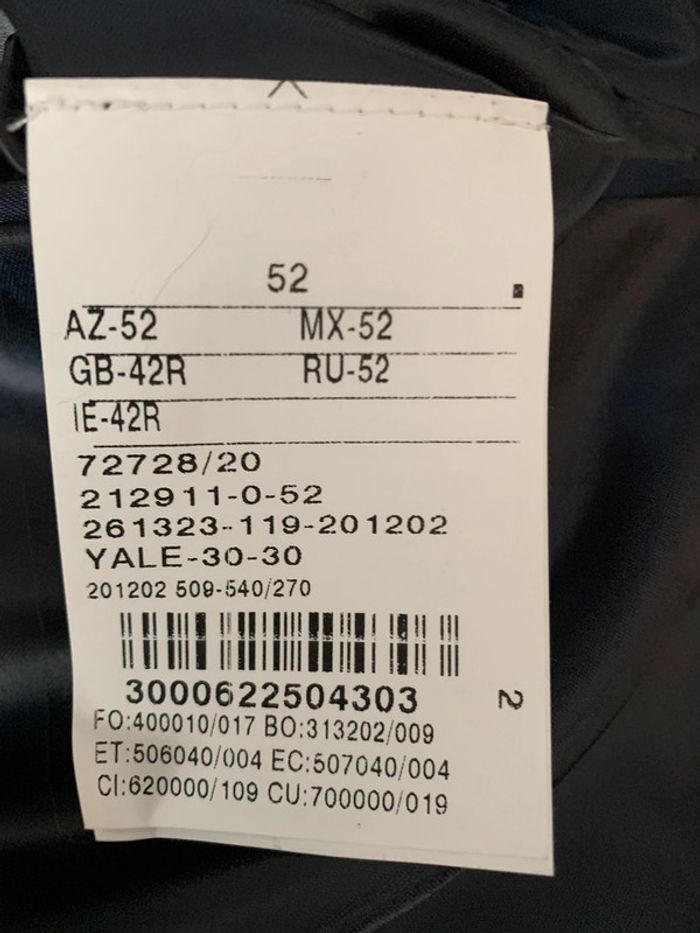 52
AZ-52 MX-52
GB-42R RU-52
IE-42R
72728/20
212911-0-52
261323-119-201202
YALE-30-30
201202 509-540/270
3000622504303
2
FO:400010/017 BO:313202/009
ET:506040/004 EC:507040/004
CI:620000/109 CU:700000/019